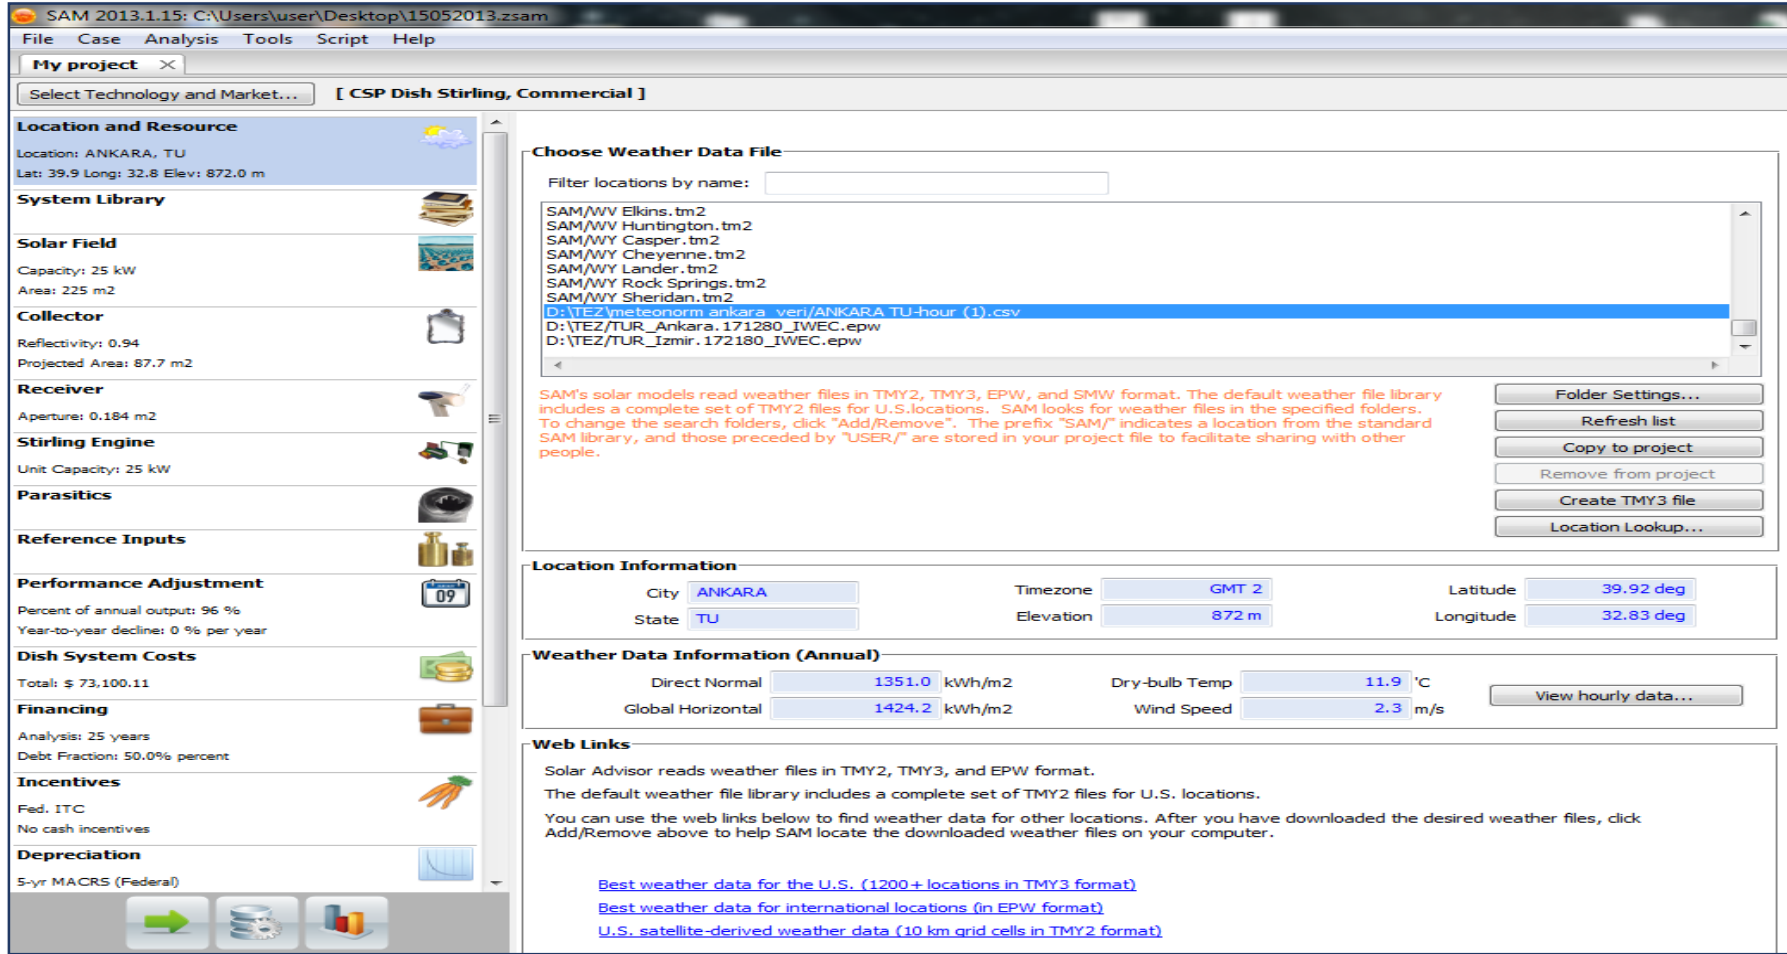 SAM 2013.1.15: C:\Users\user\Desktop\15052013.zsam
File Case Analysis Tools Script Help
My project
Select Technology and Market... [ CSP Dish Stirling, Commercial ]
Location and Resource
Location: ANKARA, TU
Lat: 39.9 Long: 32.8 Elev: 872.0 m
System Library
Solar Field
Capacity: 25 kW
Area: 225 m2
Collector
Reflectivity: 0.94
Projected Area: 87.7 m2
Receiver
Aperture: 0.184 m2
Stirling Engine
Unit Capacity: 25 kW
Parasitics
Reference Inputs
Performance Adjustment
Percent of annual output: 96 %
Year-to-year decline: 0 % per year
09
Dish System Costs
Total: $ 73,100.11
Financing
Analysis: 25 years
Debt Fraction: 50.0% percent
Incentives
Fed. ITC
No cash incentives
Depreciation
5-yr MACRS (Federal)
Choose Weather Data File
Filter locations by name:
SAM/WV Elkins.tm2
SAM/WV Huntington.tm2
SAM/WY Casper.tm2
SAM/WY Cheyenne.tm2
SAM/WY Lander.tm2
SAM/WY Rock Springs.tm2
SAM/WY Sheridan.tm2
D:\TEZ\meteonorm ankara veri/ANKARA TU-hour (1).csv
D:\TEZ/TUR_Ankara.171280_IWEC.epw
D:\TEZ/TUR_Izmir.172180_IWEC.epw
SAM's solar models read weather files in TMY2, TMY3, EPW, and SMW format. The default weather file library
includes a complete set of TMY2 files for U.S.locations. SAM looks for weather files in the specified folders.
To change the search folders, click "Add/Remove". The prefix "SAM/" indicates a location from the standard
SAM library, and those preceded by "USER/" are stored in your project file to facilitate sharing with other
people.
Folder Settings...
Refresh list
Copy to project
Remove from project
Create TMY3 file
Location Lookup...
Location Information
City ANKARA Timezone GMT 2 Latitude 39.92 deg
State TU Elevation 872 m Longitude 32.83 deg
Weather Data Information (Annual)
Direct Normal 1351.0 kWh/m2 Dry-bulb Temp 11.9 'C
Global Horizontal 1424.2 kWh/m2 Wind Speed 2.3 m/s
View hourly data...
Web Links
Solar Advisor reads weather files in TMY2, TMY3, and EPW format.
The default weather file library includes a complete set of TMY2 files for U.S. locations.
You can use the web links below to find weather data for other locations. After you have downloaded the desired weather files, click
Add/Remove above to help SAM locate the downloaded weather files on your computer.
Best weather data for the U.S. (1200+ locations in TMY3 format)
Best weather data for international locations (in EPW format)
U.S. satellite-derived weather data (10 km grid cells in TMY2 format)